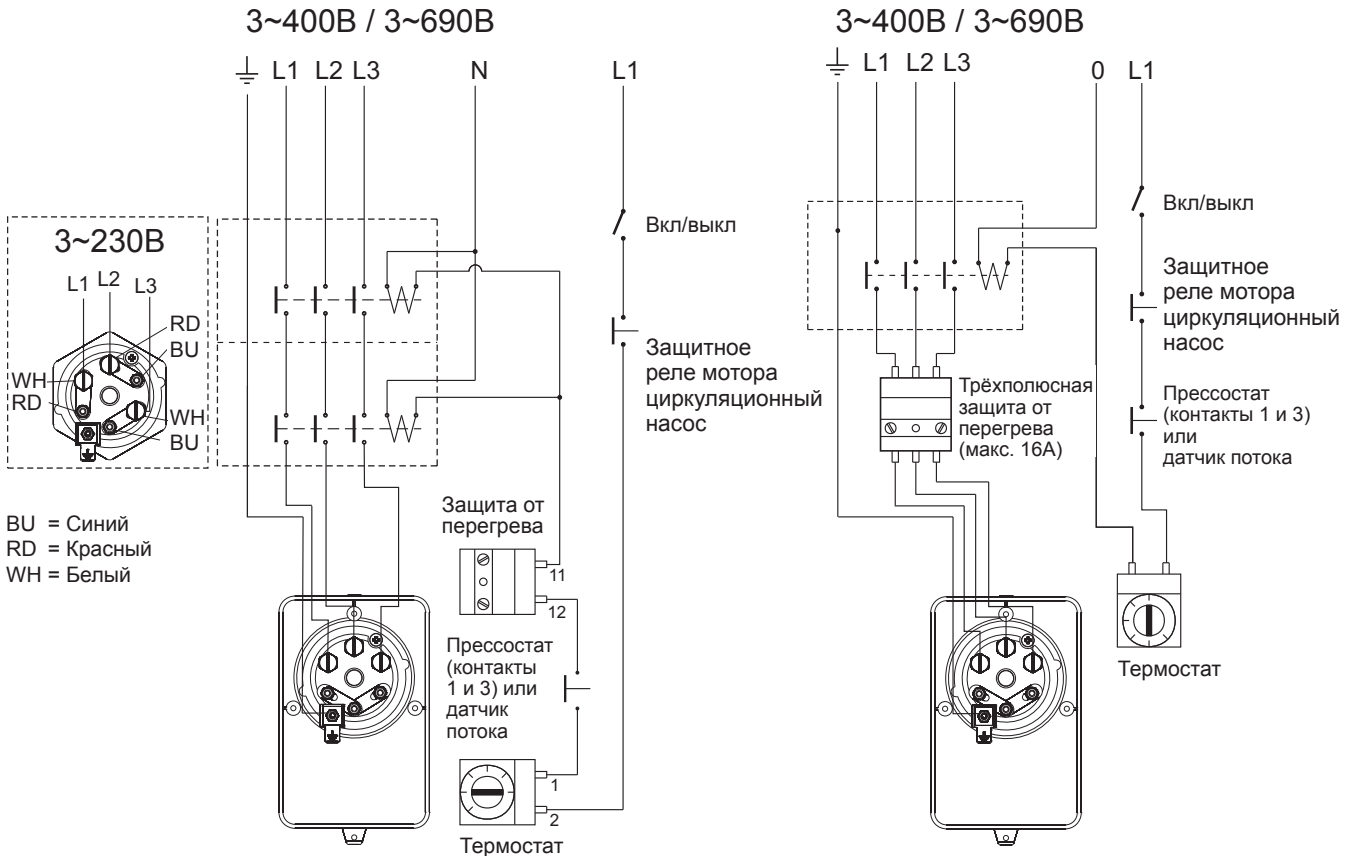 3~400В / 3~690В
L1 L2 L3 N L1
3~230В
L1 L2 L3
RD
BU
WH
RD
WH
BU
BU = Синий
RD = Красный
WH = Белый
Вкл/выкл
Защитное
реле мотора
циркуляционный
насос
Защита от
перегрева
11
12
Прессостат
(контакты
1 и 3) или
датчик
потока
1
2
Термостат
3~400В / 3~690В
L1 L2 L3 0 L1
Вкл/выкл
Защитное
реле мотора
циркуляционный
насос
Прессостат
(контакты 1 и 3)
или
датчик потока
Трёхполюсная
защита от
перегрева
(макс. 16А)
Термостат